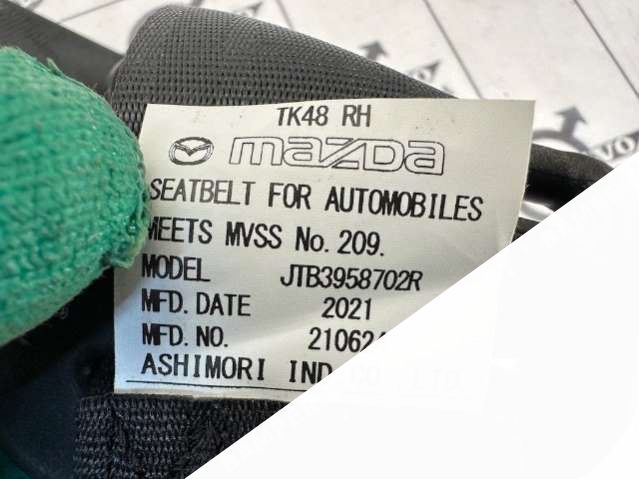 TK48 RH
mazda
SEATBELT FOR AUTOMOBILES
MEETS MVSS No. 209.
MODEL JTB3958702R
MFD. DATE 2021
MFD. NO. 21062
ASHIMORI IND.